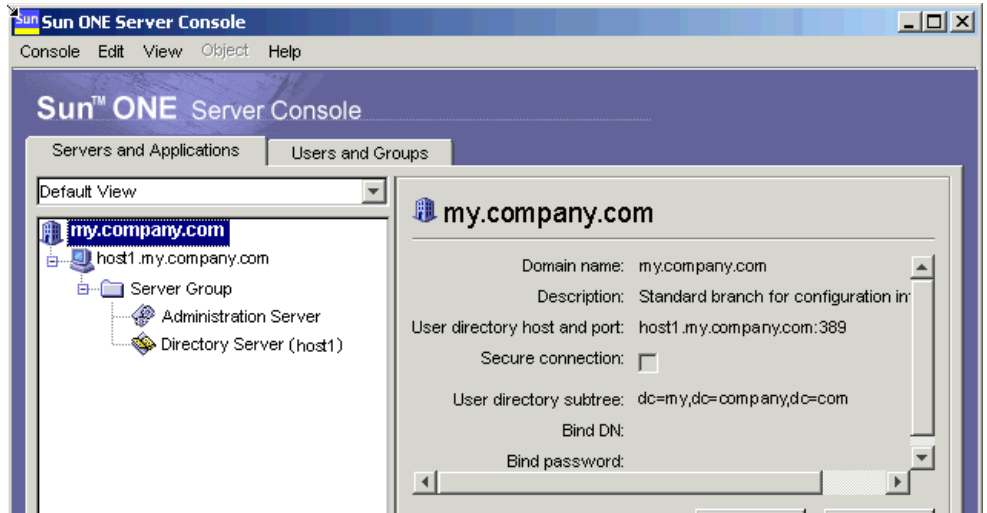 Sun Sun ONE Server Console
Console Edit View Object Help
Sun™ ONE Server Console
Servers and Applications Users and Groups
Default View
my.company.com
host1.my.company.com
Server Group
Administration Server
Directory Server (host1)
my.company.com
Domain name: my.company.com
Description: Standard branch for configuration in
User directory host and port: host1.my.company.com:389
Secure connection:
User directory subtree: dc=my,dc=company,dc=com
Bind DN:
Bind password: